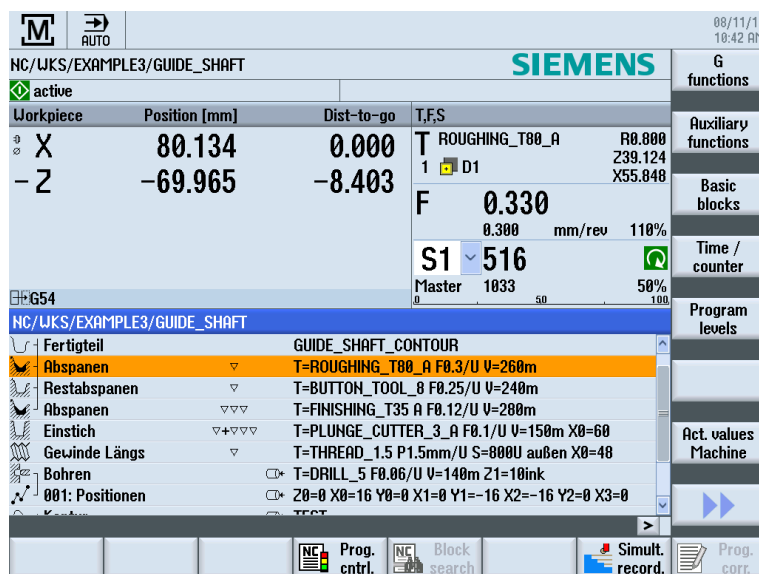 M
AUTO
08/11/1
10:42 AM
NC/WKS/EXAMPLE3/GUIDE_SHAFT
SIEMENS
G functions
active
Workpiece Position [mm] Dist-to-go T,F,S
Auxiliary functions
X 80.134 0.000
T ROUGHING_T80_A R0.800
1 D1 Z39.124
X55.848
- Z -69.965 -8.403
Basic blocks
F 0.330
0.300 mm/rev 110%
Time / counter
S1 516
Master 1033 50%
0 50 100
G54
Program levels
NC/WKS/EXAMPLE3/GUIDE_SHAFT
Fertigteil GUIDE_SHAFT_CONTOUR
Abspanen ▽ T=ROUGHING_T80_A F0.3/U V=260m
Restabspanen ▽ T=BUTTON_TOOL_8 F0.25/U V=240m
Abspanen ▽▽▽ T=FINISHING_T35 A F0.12/U V=280m
Einstich ▽+▽▽▽ T=PLUNGE_CUTTER_3_A F0.1/U V=150m X0=60
Act. values Machine
Gewinde Längs ▽ T=THREAD_1.5 P1.5mm/U S=800U außen X0=48
Bohren T=DRILL_5 F0.06/U V=140m Z1=10ink
001: Positionen Z0=0 X0=16 Y0=0 X1=0 Y1=-16 X2=-16 Y2=0 X3=0
Kontur TEST
NC Prog. cntrl.
NC Block search
Simult. record.
Prog. corr.